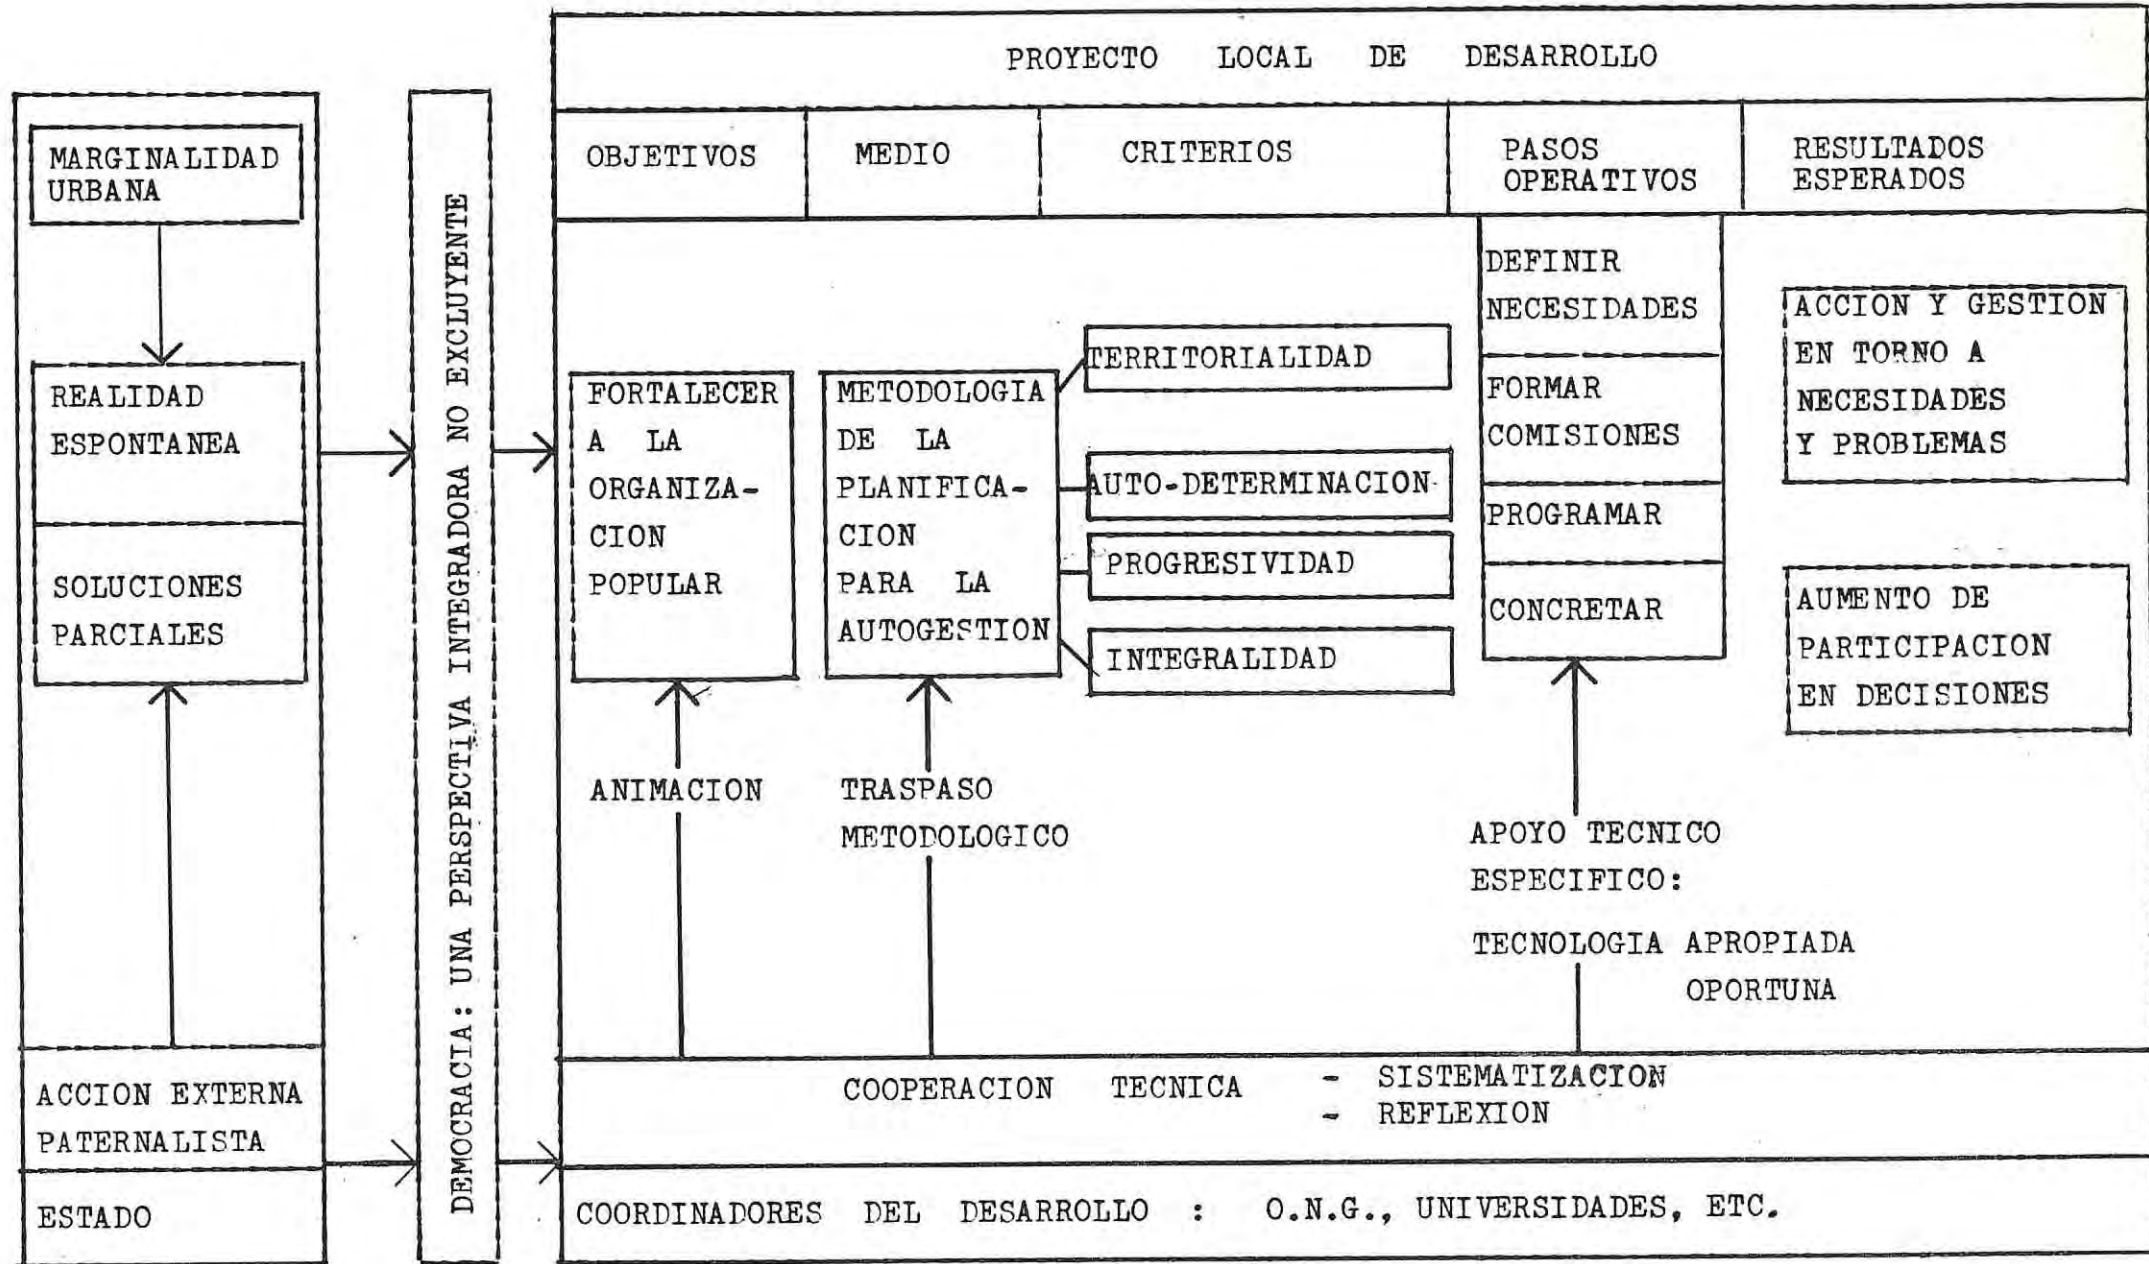 PROYECTO LOCAL DE DESARROLLO
MARGINALIDAD
URBANA
REALIDAD
ESPONTANEA
SOLUCIONES
PARCIALES
ACCION EXTERNA
PATERNALISTA
ESTADO
DEMOCRACIA: UNA PERSPECTIVA INTEGRADORA NO EXCLUYENTE
OBJETIVOS
MEDIO
CRITERIOS
PASOS
OPERATIVOS
RESULTADOS
ESPERADOS
FORTALECER
A LA
ORGANIZA-
CION
POPULAR
METODOLOGIA
DE LA
PLANIFICA-
CION
PARA LA
AUTOGESTION
TERRITORIALIDAD
AUTO-DETERMINACION
PROGRESIVIDAD
INTEGRALIDAD
DEFINIR
NECESIDADES
FORMAR
COMISIONES
PROGRAMAR
CONCRETAR
ACCION Y GESTION
EN TORNO A
NECESIDADES
Y PROBLEMAS
AUMENTO DE
PARTICIPACION
EN DECISIONES
ANIMACION
TRASPASO
METODOLOGICO
APOYO TECNICO
ESPECIFICO:
TECNOLOGIA APROPIADA
OPORTUNA
COOPERACION TECNICA - SISTEMATIZACION
- REFLEXION
COORDINADORES DEL DESARROLLO : O.N.G., UNIVERSIDADES, ETC.